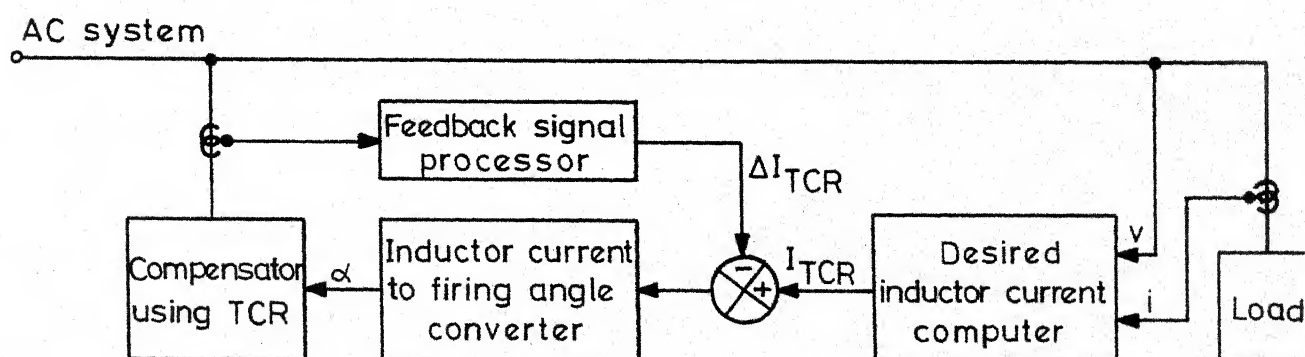 AC system
Feedback signal
processor
ΔI_TCR
Compensator
using TCR
α
Inductor current
to firing angle
converter
-
+
I_TCR
Desired
inductor current
computer
v
i
Load